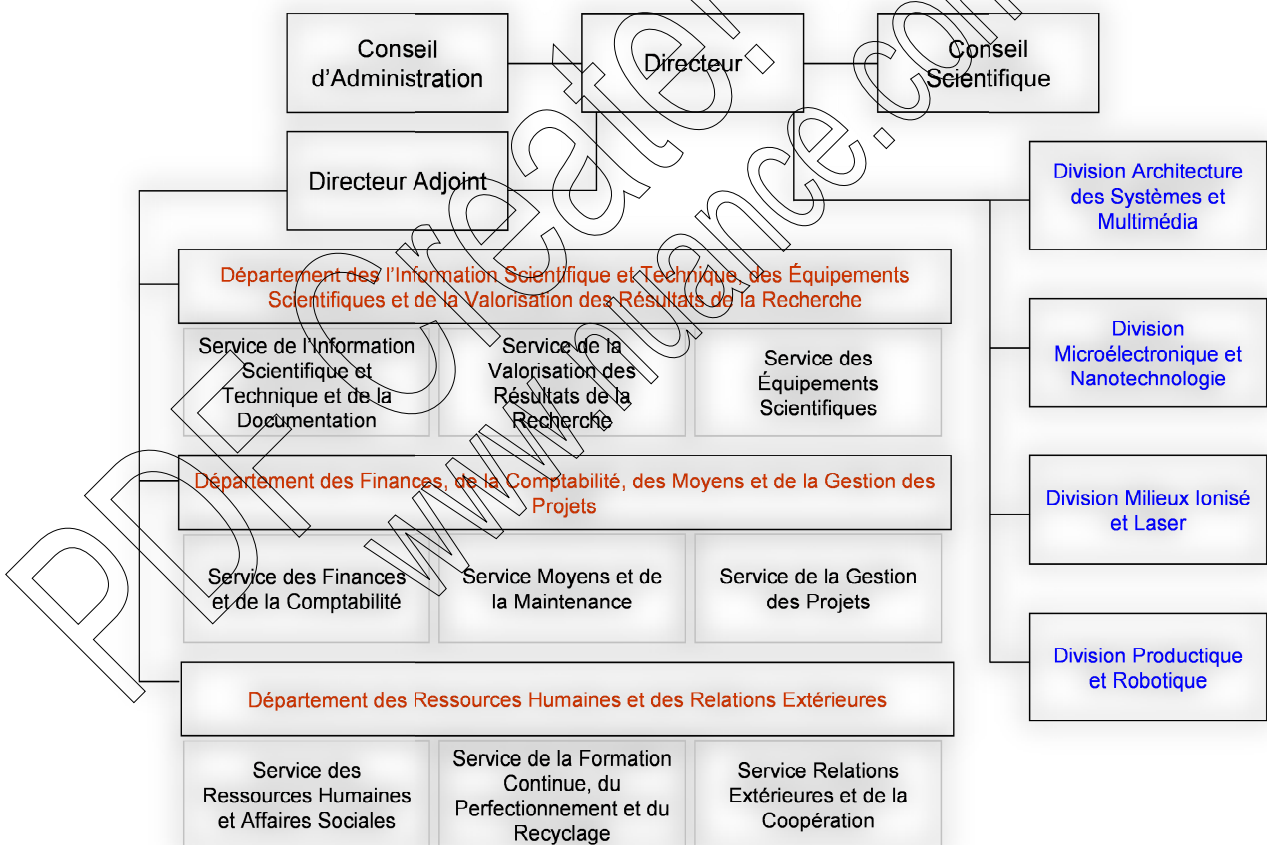 Conseil
d'Administration
Directeur
Conseil
Scientifique
Directeur Adjoint
Division Architecture
des Systèmes et
Multimédia
Département des l'Information Scientifique et Technique, des Équipements
Scientifiques et de la Valorisation des Résultats de la Recherche
Service de l'Information
Scientifique et
Technique et de la
Documentation
Service de la
Valorisation des
Résultats de la
Recherche
Service des
Équipements
Scientifiques
Division
Microélectronique et
Nanotechnologie
Département des Finances, de la Comptabilité, des Moyens et de la Gestion des
Projets
Division Milieux Ionisé
et Laser
Service des Finances
et de la Comptabilité
Service Moyens et de
la Maintenance
Service de la Gestion
des Projets
Division Productique
et Robotique
Département des Ressources Humaines et des Relations Extérieures
Service des
Ressources Humaines
et Affaires Sociales
Service de la Formation
Continue, du
Perfectionnement et du
Recyclage
Service Relations
Extérieures et de la
Coopération
PDF Create!
www.nuance.com